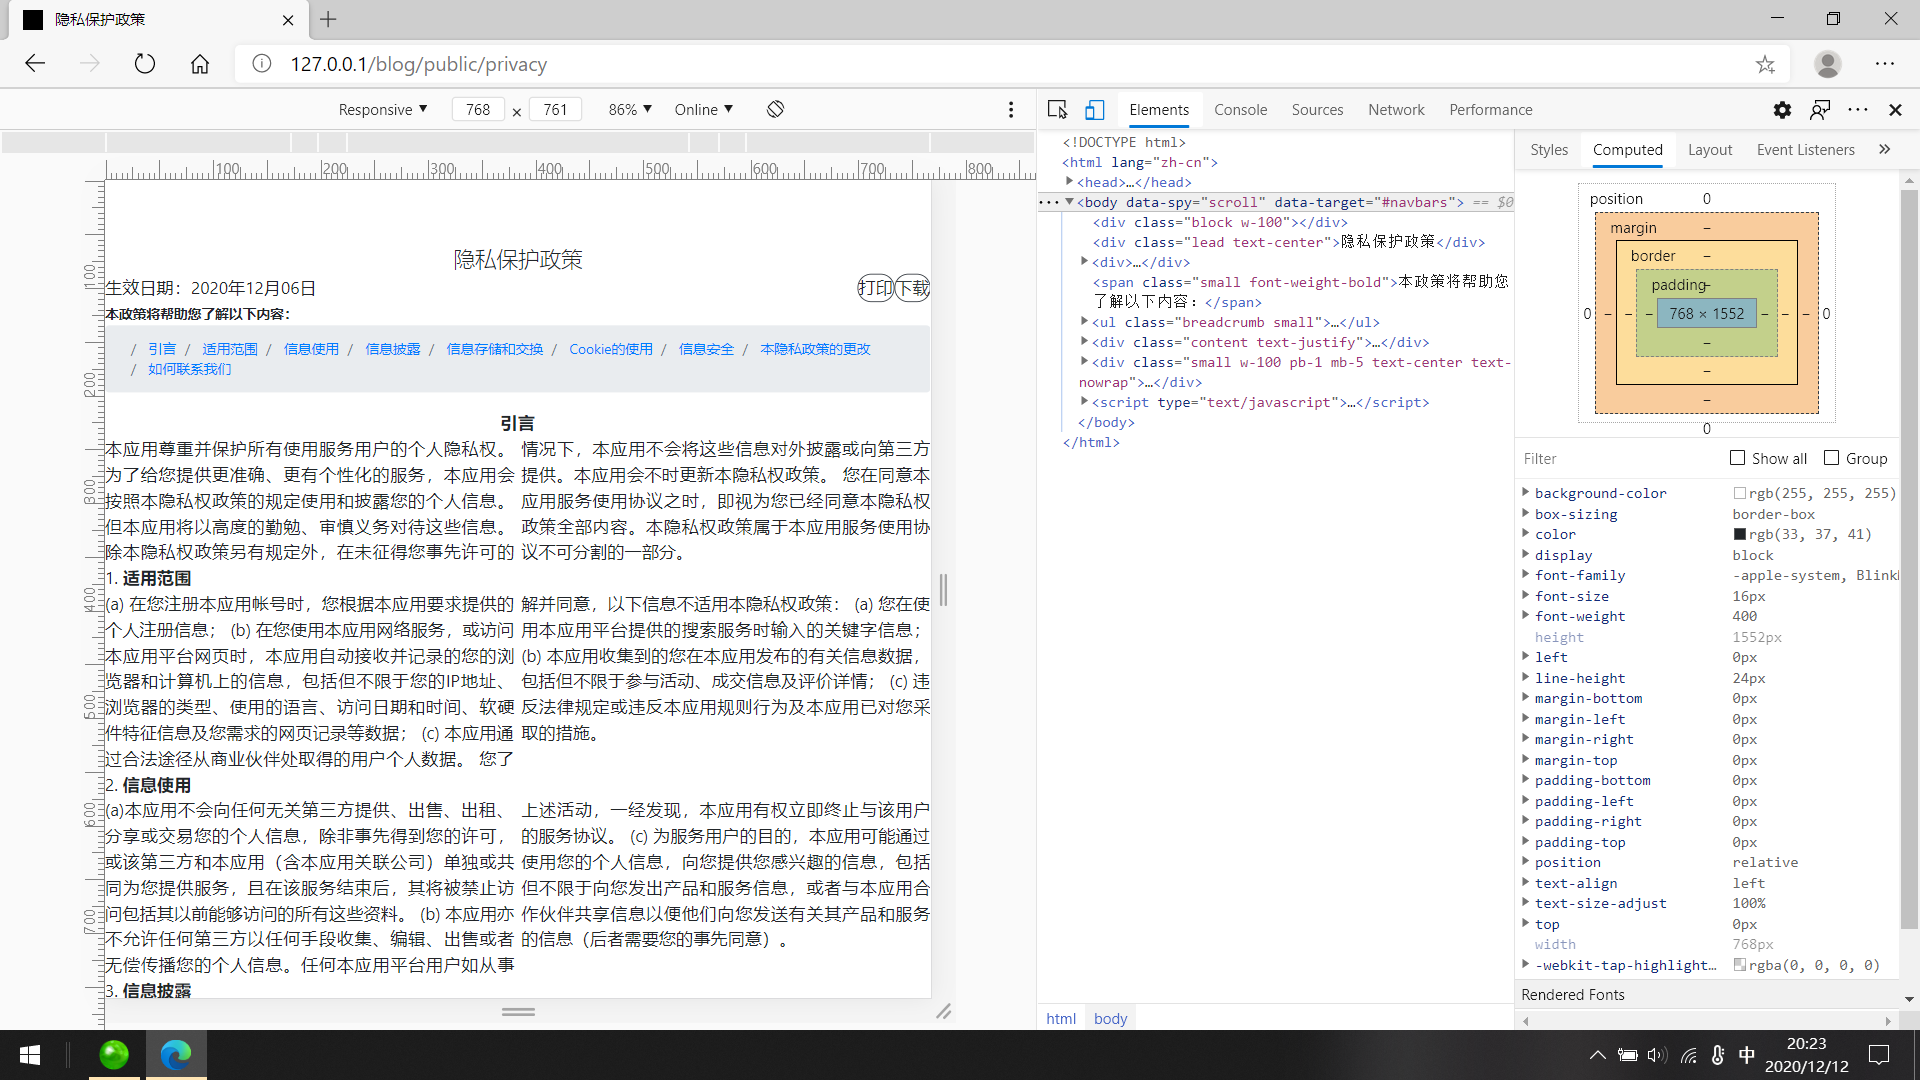 隐私保护政策
127.0.0.1/blog/public/privacy
Responsive ▼ 768 × 761 86% ▼ Online ▼
Elements Console Sources Network Performance
100 200 300 400 500 600 700 800
100
200
300
400
500
600
700
隐私保护政策
生效日期：2020年12月06日 打印 下载
本政策将帮助您了解以下内容：
/ 引言 / 适用范围 / 信息使用 / 信息披露 / 信息存储和交换 / Cookie的使用 / 信息安全 / 本隐私政策的更改
/ 如何联系我们
引言
本应用尊重并保护所有使用服务用户的个人隐私权。
为了给您提供更准确、更有个性化的服务，本应用会
按照本隐私权政策的规定使用和披露您的个人信息。
但本应用将以高度的勤勉、审慎义务对待这些信息。
除本隐私权政策另有规定外，在未征得您事先许可的
情况下，本应用不会将这些信息对外披露或向第三方
提供。本应用会不时更新本隐私权政策。 您在同意本
应用服务使用协议之时，即视为您已经同意本隐私权
政策全部内容。本隐私权政策属于本应用服务使用协
议不可分割的一部分。
1. 适用范围
(a) 在您注册本应用帐号时，您根据本应用要求提供的
个人注册信息； (b) 在您使用本应用网络服务，或访问
本应用平台网页时，本应用自动接收并记录的您的浏
览器和计算机上的信息，包括但不限于您的IP地址、
浏览器的类型、使用的语言、访问日期和时间、软硬
件特征信息及您需求的网页记录等数据； (c) 本应用通
过合法途径从商业伙伴处取得的用户个人数据。 您了
解并同意，以下信息不适用本隐私权政策： (a) 您在使
用本应用平台提供的搜索服务时输入的关键字信息；
(b) 本应用收集到的您在本应用发布的有关信息数据，
包括但不限于参与活动、成交信息及评价详情； (c) 违
反法律规定或违反本应用规则行为及本应用已对您采
取的措施。
2. 信息使用
(a)本应用不会向任何无关第三方提供、出售、出租、
分享或交易您的个人信息，除非事先得到您的许可，
或该第三方和本应用（含本应用关联公司）单独或共
同为您提供服务，且在该服务结束后，其将被禁止访
问包括其以前能够访问的所有这些资料。 (b) 本应用亦
不允许任何第三方以任何手段收集、编辑、出售或者
无偿传播您的个人信息。任何本应用平台用户如从事
上述活动，一经发现，本应用有权立即终止与该用户
的服务协议。 (c) 为服务用户的目的，本应用可能通过
使用您的个人信息，向您提供您感兴趣的信息，包括
但不限于向您发出产品和服务信息，或者与本应用合
作伙伴共享信息以便他们向您发送有关其产品和服务
的信息（后者需要您的事先同意）。
3. 信息披露
<!DOCTYPE html>
<html lang="zh-cn">
<head>…</head>
<body data-spy="scroll" data-target="#navbars"> == $0
<div class="block w-100"></div>
<div class="lead text-center">隐私保护政策</div>
<div>…</div>
<span class="small font-weight-bold">本政策将帮助您
了解以下内容：</span>
<ul class="breadcrumb small">…</ul>
<div class="content text-justify">…</div>
<div class="small w-100 pb-1 mb-5 text-center text-
nowrap">…</div>
<script type="text/javascript">…</script>
</body>
</html>
html body
Styles Computed Layout Event Listeners »
position 0
margin –
border –
padding –
0 – – – 768 × 1552 – – – 0
–
–
–
0
Filter Show all Group
background-color rgb(255, 255, 255)
box-sizing border-box
color rgb(33, 37, 41)
display block
font-family -apple-system, Blink
font-size 16px
font-weight 400
height 1552px
left 0px
line-height 24px
margin-bottom 0px
margin-left 0px
margin-right 0px
margin-top 0px
padding-bottom 0px
padding-left 0px
padding-right 0px
padding-top 0px
position relative
text-align left
text-size-adjust 100%
top 0px
width 768px
-webkit-tap-highlight… rgba(0, 0, 0, 0)
Rendered Fonts
中
20:23
2020/12/12